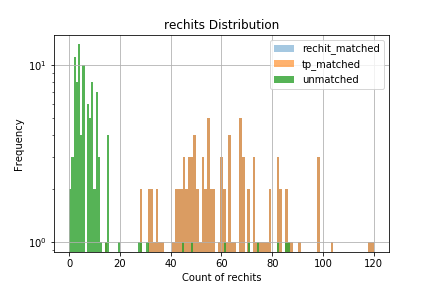 rechits Distribution
rechit_matched
tp_matched
unmatched
Frequency
10¹
10⁰
0 20 40 60 80 100 120
Count of rechits